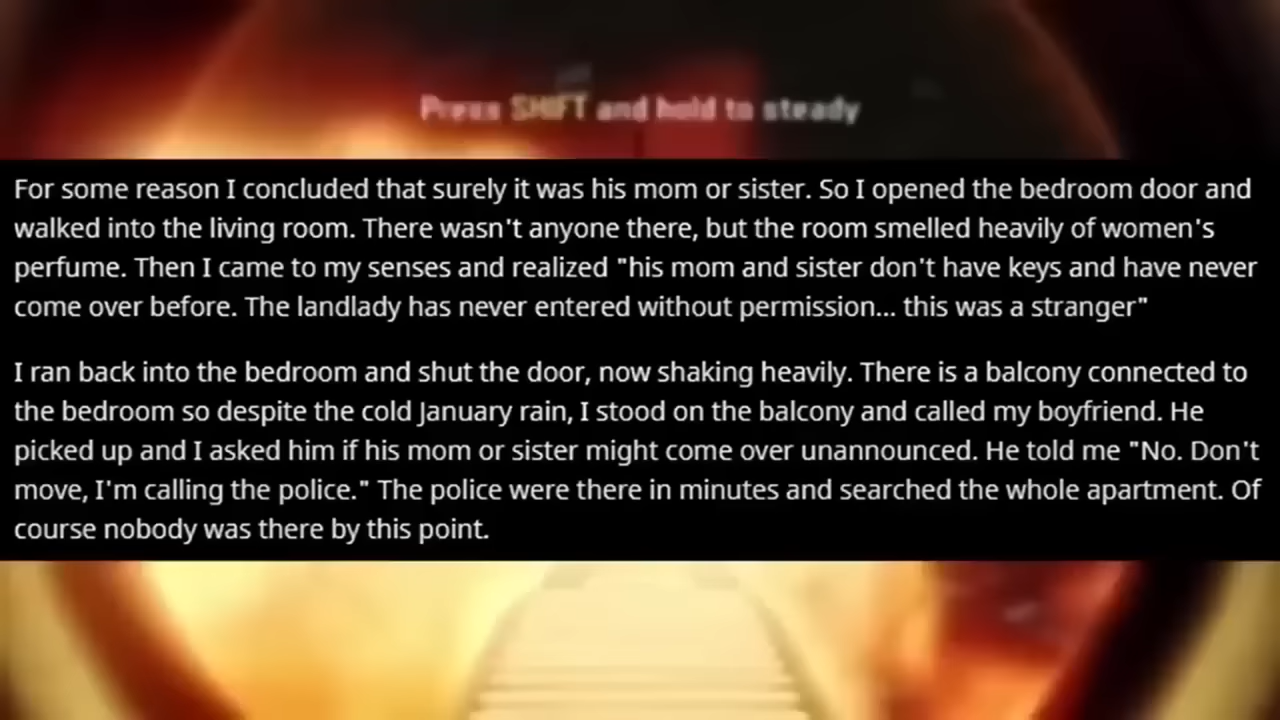 Press SHIFT and hold to steady
For some reason I concluded that surely it was his mom or sister. So I opened the bedroom door and
walked into the living room. There wasn't anyone there, but the room smelled heavily of women's
perfume. Then I came to my senses and realized "his mom and sister don't have keys and have never
come over before. The landlady has never entered without permission... this was a stranger"
I ran back into the bedroom and shut the door, now shaking heavily. There is a balcony connected to
the bedroom so despite the cold January rain, I stood on the balcony and called my boyfriend. He
picked up and I asked him if his mom or sister might come over unannounced. He told me "No. Don't
move, I'm calling the police." The police were there in minutes and searched the whole apartment. Of
course nobody was there by this point.